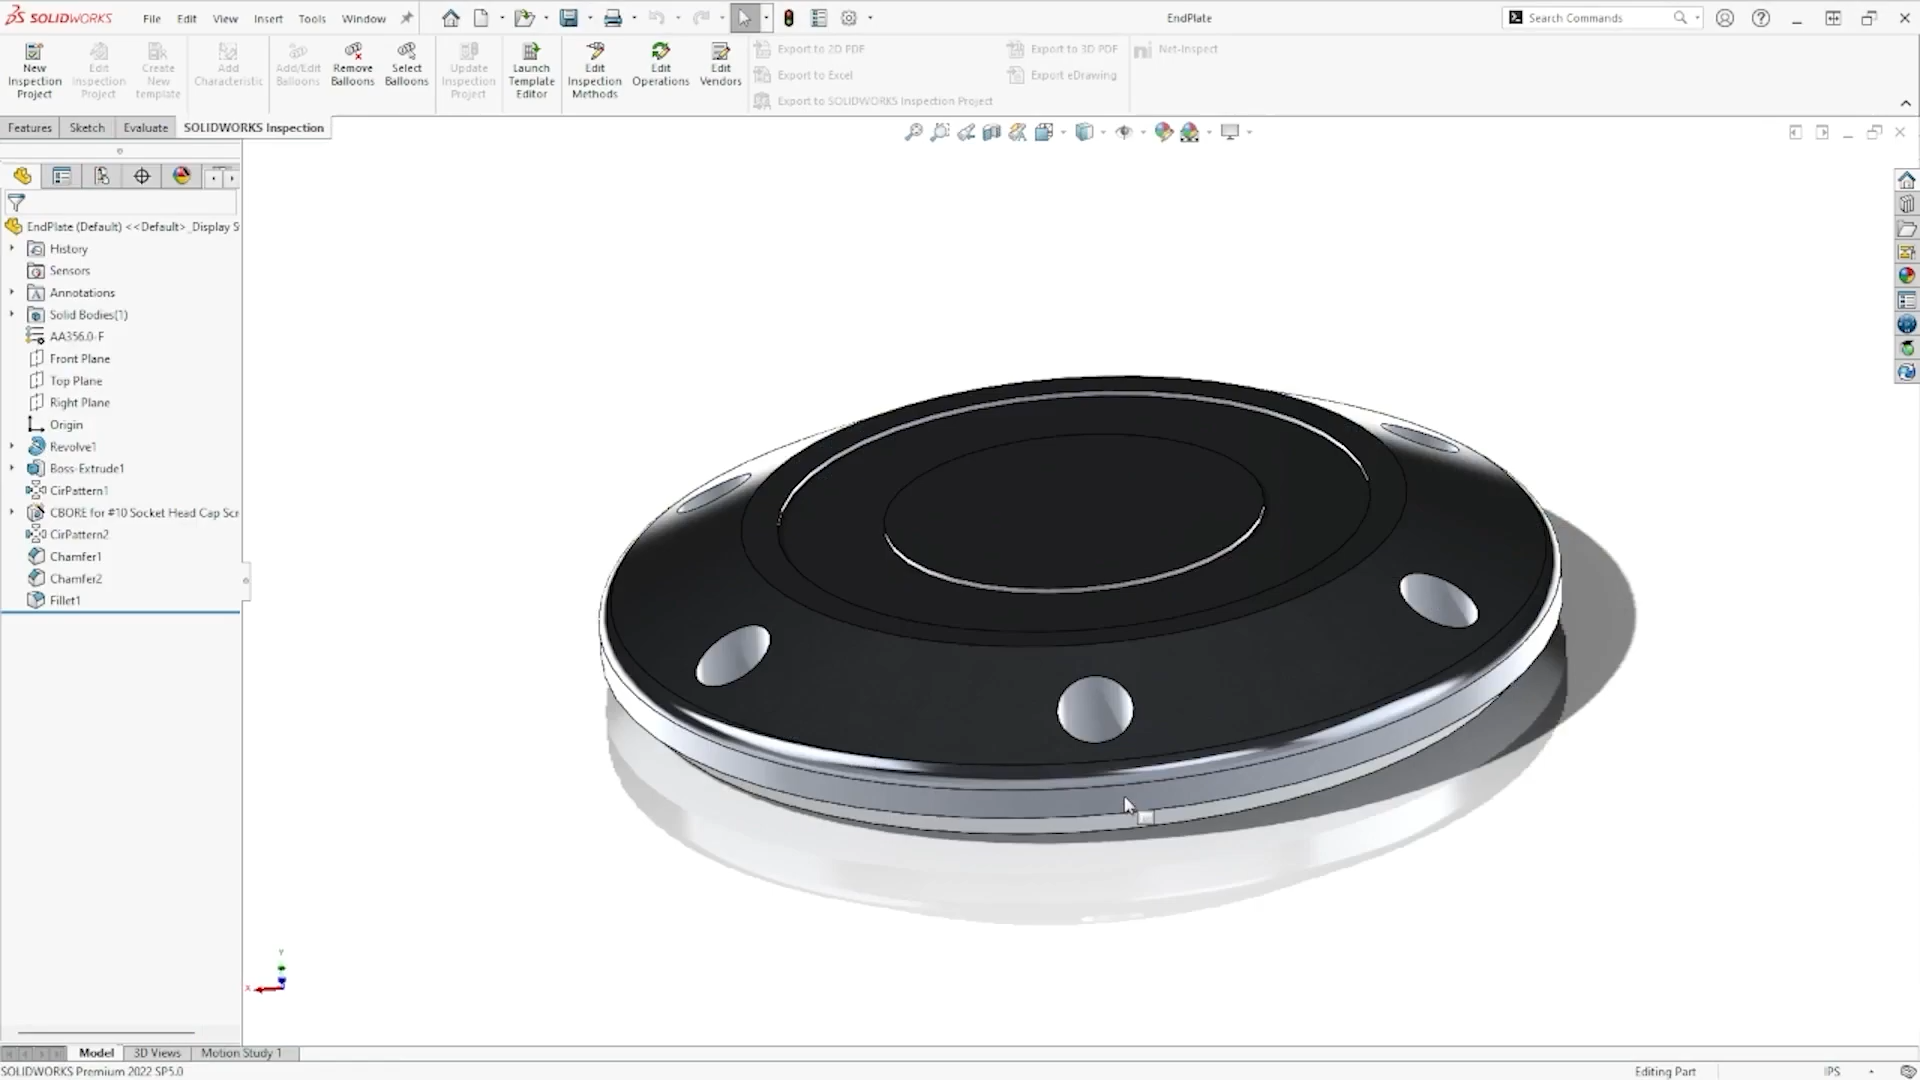 SOLIDWORKS File Edit View Insert Tools Window EndPlate Search Commands
New Inspection Project
Edit Inspection Project
Create New template
Add Characteristic
Add/Edit Balloons
Remove Balloons
Select Balloons
Update Inspection Project
Launch Template Editor
Edit Inspection Methods
Edit Operations
Edit Vendors
Export to 2D PDF
Export to Excel
Export to SOLIDWORKS Inspection Project
Export to 3D PDF
Export eDrawing
Net-Inspect
Features Sketch Evaluate SOLIDWORKS Inspection
EndPlate (Default) <<Default>_Display S
History
Sensors
Annotations
Solid Bodies(1)
AA356.0-F
Front Plane
Top Plane
Right Plane
Origin
Revolve1
Boss-Extrude1
CirPattern1
CBORE for #10 Socket Head Cap Scr
CirPattern2
Chamfer1
Chamfer2
Fillet1
Y
X
Model 3D Views Motion Study 1
SOLIDWORKS Premium 2022 SP5.0 Editing Part IPS